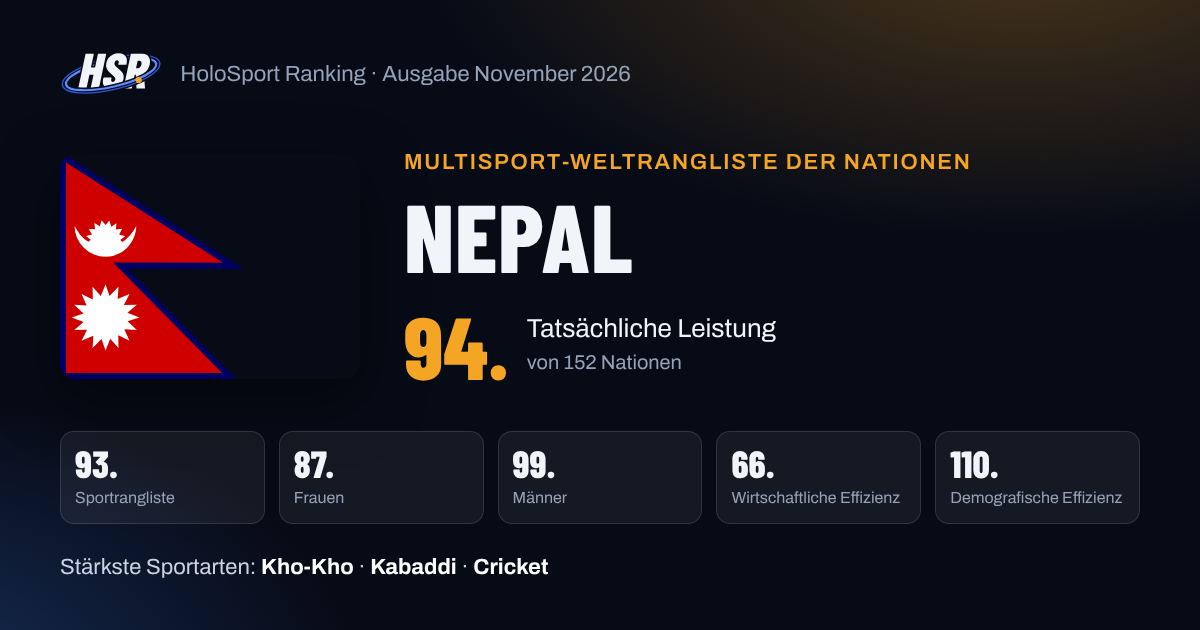 HSR HoloSport Ranking · Ausgabe November 2026
MULTISPORT-WELTRANGLISTE DER NATIONEN
NEPAL
94. Tatsächliche Leistung
von 152 Nationen
93.
Sportrangliste
87.
Frauen
99.
Männer
66.
Wirtschaftliche Effizienz
110.
Demografische Effizienz
Stärkste Sportarten: Kho-Kho · Kabaddi · Cricket